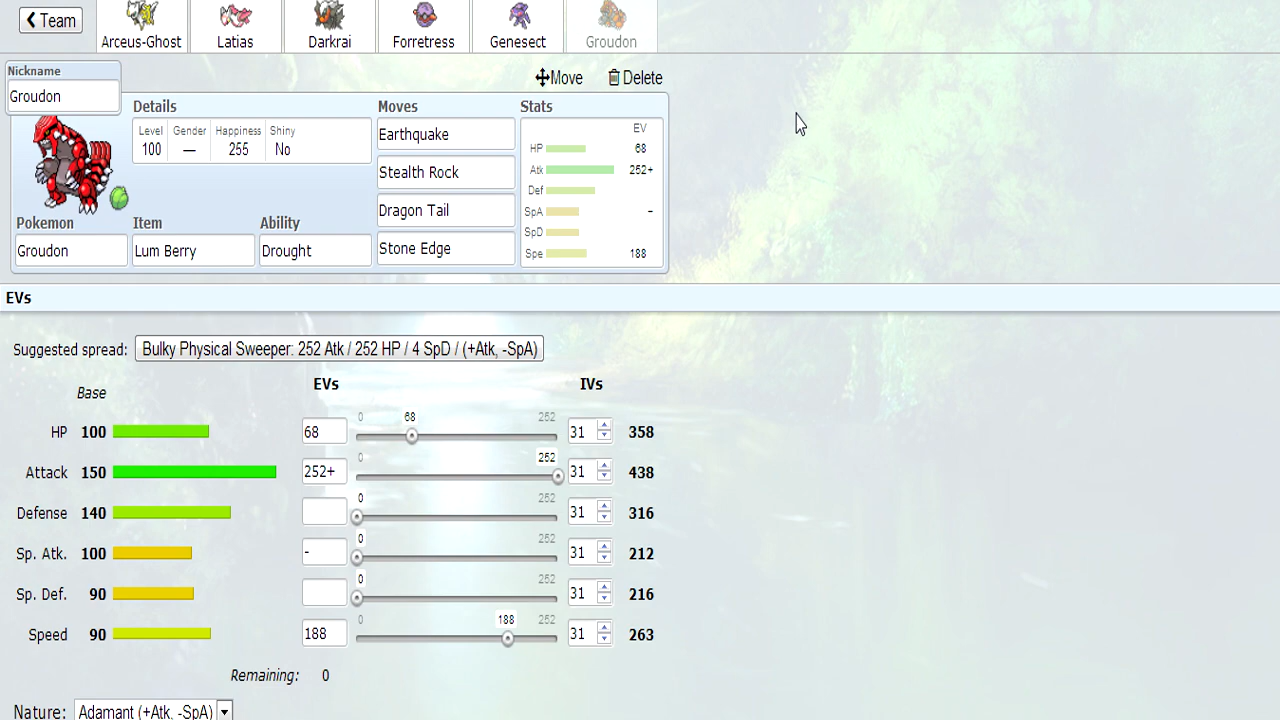 Team
Arceus-Ghost Latias Darkrai Forretress Genesect Groudon
Move Delete
Nickname
Groudon
Details Moves Stats
Level Gender Happiness Shiny
100 — 255 No
Earthquake
Stealth Rock
Dragon Tail
Stone Edge
EV
HP 68
Atk 252+
Def
SpA -
SpD
Spe 188
Pokemon Item Ability
Groudon Lum Berry Drought
EVs
Suggested spread: Bulky Physical Sweeper: 252 Atk / 252 HP / 4 SpD / (+Atk, -SpA)
Base EVs IVs
0 68 252
HP 100 68 31 358
0 252
Attack 150 252+ 31 438
0 252
Defense 140 31 316
0 252
Sp. Atk. 100 - 31 212
0 252
Sp. Def. 90 31 216
0 188 252
Speed 90 188 31 263
Remaining: 0
Nature: Adamant (+Atk, -SpA)